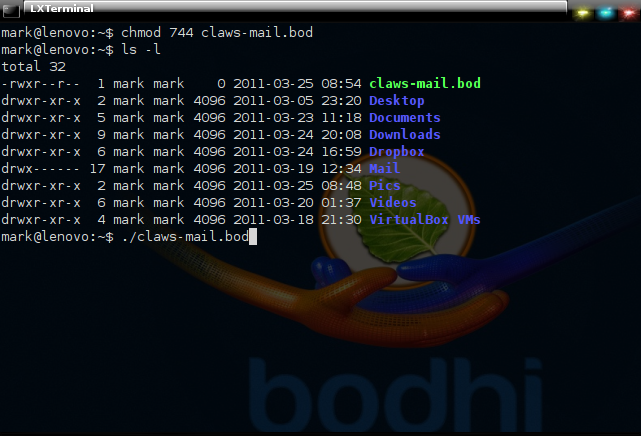 LXTerminal
mark@lenovo:~$ chmod 744 claws-mail.bod
mark@lenovo:~$ ls -l
total 32
-rwxr--r--  1 mark mark    0 2011-03-25 08:54 claws-mail.bod
drwxr-xr-x  2 mark mark 4096 2011-03-05 23:20 Desktop
drwxr-xr-x  5 mark mark 4096 2011-03-23 11:18 Documents
drwxr-xr-x  9 mark mark 4096 2011-03-24 20:08 Downloads
drwxr-xr-x  6 mark mark 4096 2011-03-24 16:59 Dropbox
drwx------ 17 mark mark 4096 2011-03-19 12:34 Mail
drwxr-xr-x  2 mark mark 4096 2011-03-25 08:48 Pics
drwxr-xr-x  6 mark mark 4096 2011-03-20 01:37 Videos
drwxr-xr-x  4 mark mark 4096 2011-03-18 21:30 VirtualBox VMs
mark@lenovo:~$ ./claws-mail.bod
bodhi